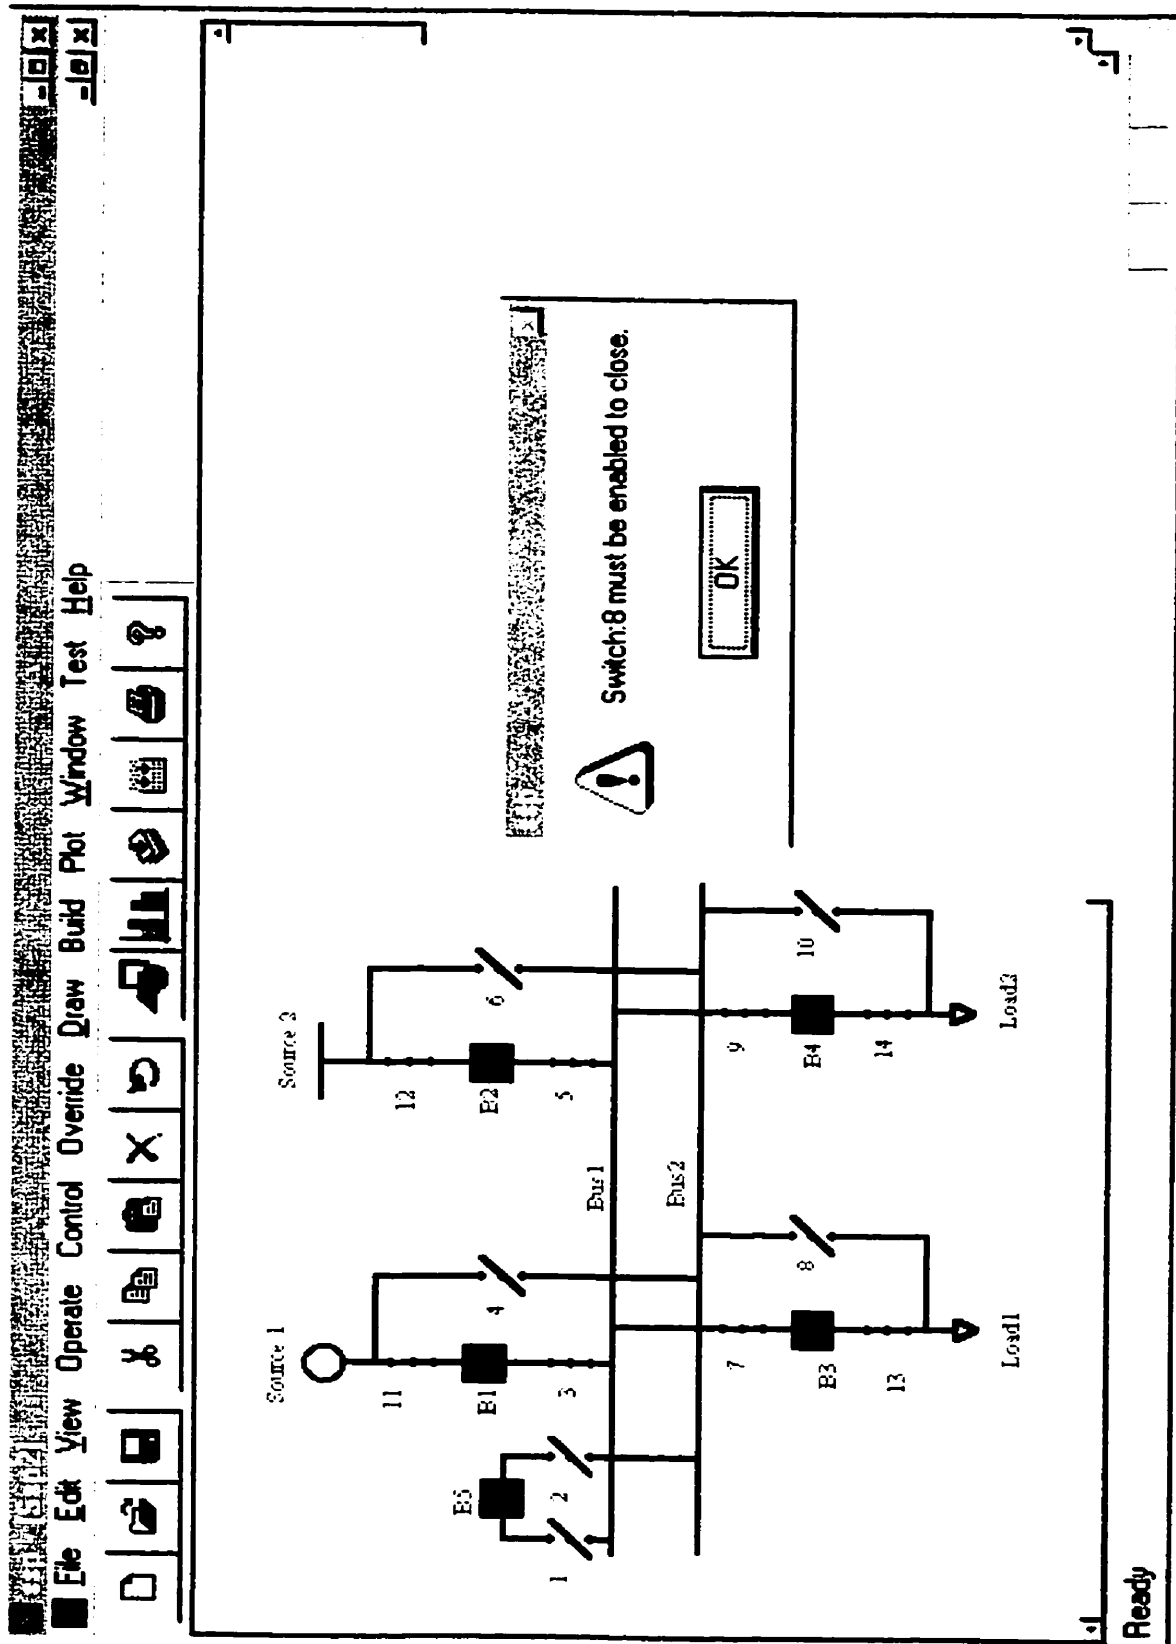 File Edit View Operate Control Override Draw Build Plot Window Test Help
Source 1
Source 2
11
12
B5
B1
4
B2
6
1
2
3
5
Bus1
Bus2
7
8
9
10
B3
B4
13
14
Load1
Load2
Switch:8 must be enabled to close.
OK
Ready